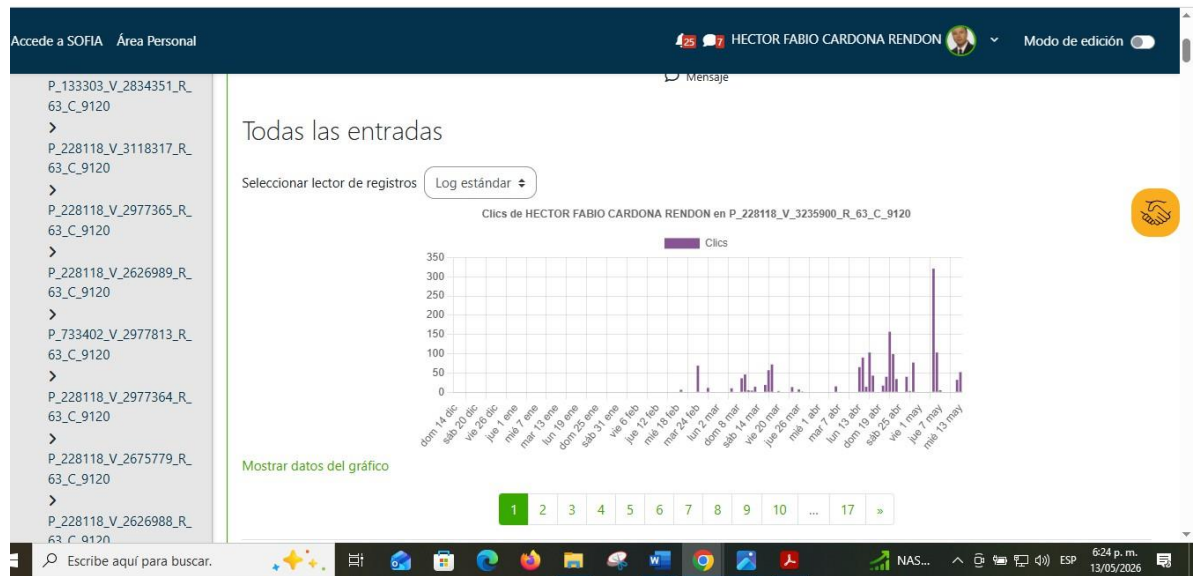 Accede a SOFIA Área Personal 25 7 HECTOR FABIO CARDONA RENDON Modo de edición
P_133303_V_2834351_R_
63_C_9120
P_228118_V_3118317_R_
63_C_9120
P_228118_V_2977365_R_
63_C_9120
P_228118_V_2626989_R_
63_C_9120
P_733402_V_2977813_R_
63_C_9120
P_228118_V_2977364_R_
63_C_9120
P_228118_V_2675779_R_
63_C_9120
P_228118_V_2626988_R_
63_C_9120
Mensaje
Todas las entradas
Seleccionar lector de registros Log estándar
Clics de HECTOR FABIO CARDONA RENDON en P_228118_V_3235900_R_63_C_9120
Clics
350
300
250
200
150
100
50
0
dom 14 dic
sáb 20 dic
vie 26 dic
jue 1 ene
mié 7 ene
mar 13 ene
lun 19 ene
dom 25 ene
sáb 31 ene
vie 6 feb
jue 12 feb
mié 18 feb
mar 24 feb
lun 2 mar
dom 8 mar
sáb 14 mar
vie 20 mar
jue 26 mar
mié 1 abr
mar 7 abr
lun 13 abr
dom 19 abr
sáb 25 abr
vie 1 may
jue 7 may
mié 13 may
Mostrar datos del gráfico
1 2 3 4 5 6 7 8 9 10 ... 17 »
Escribe aquí para buscar. NAS... ESP 6:24 p. m.
13/05/2026